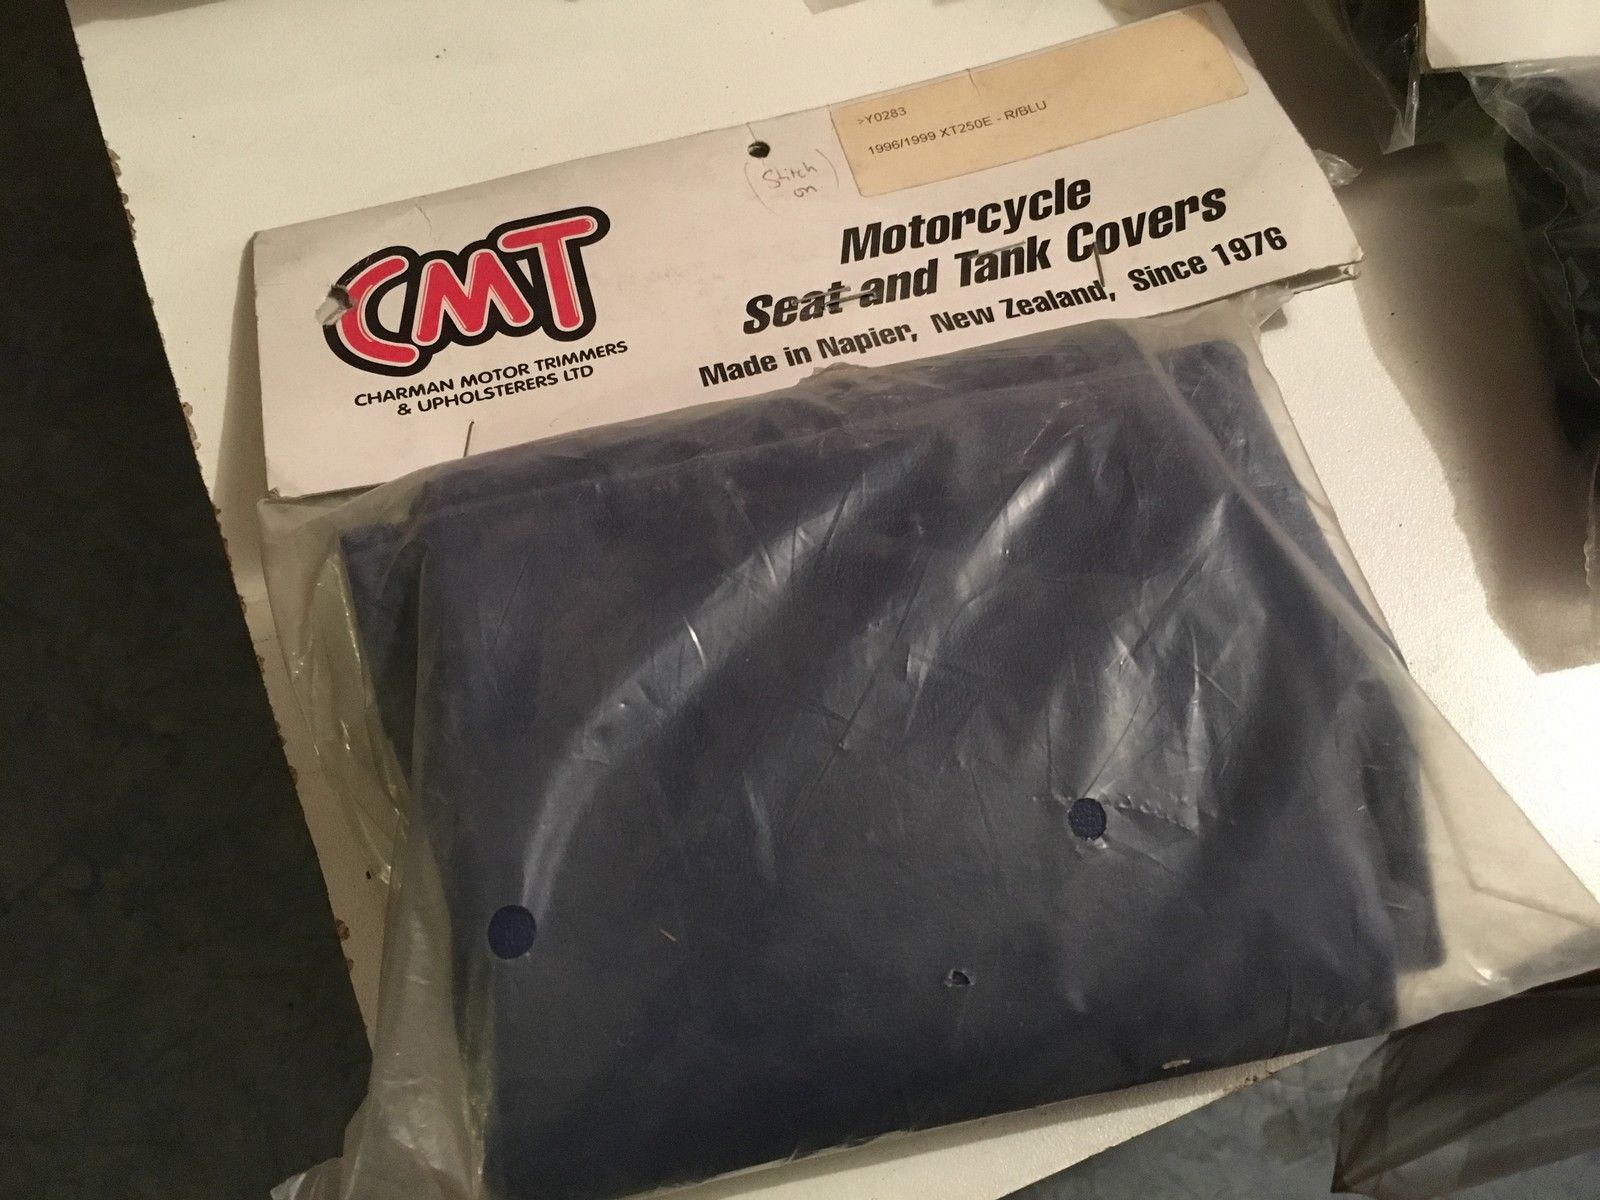 >Y0283
1996/1999 XT250E - R/BLU
(Stitch
on)
CMT
CHARMAN MOTOR TRIMMERS
& UPHOLSTERERS LTD
Motorcycle
Seat and Tank Covers
Made in Napier, New Zealand, Since 1976